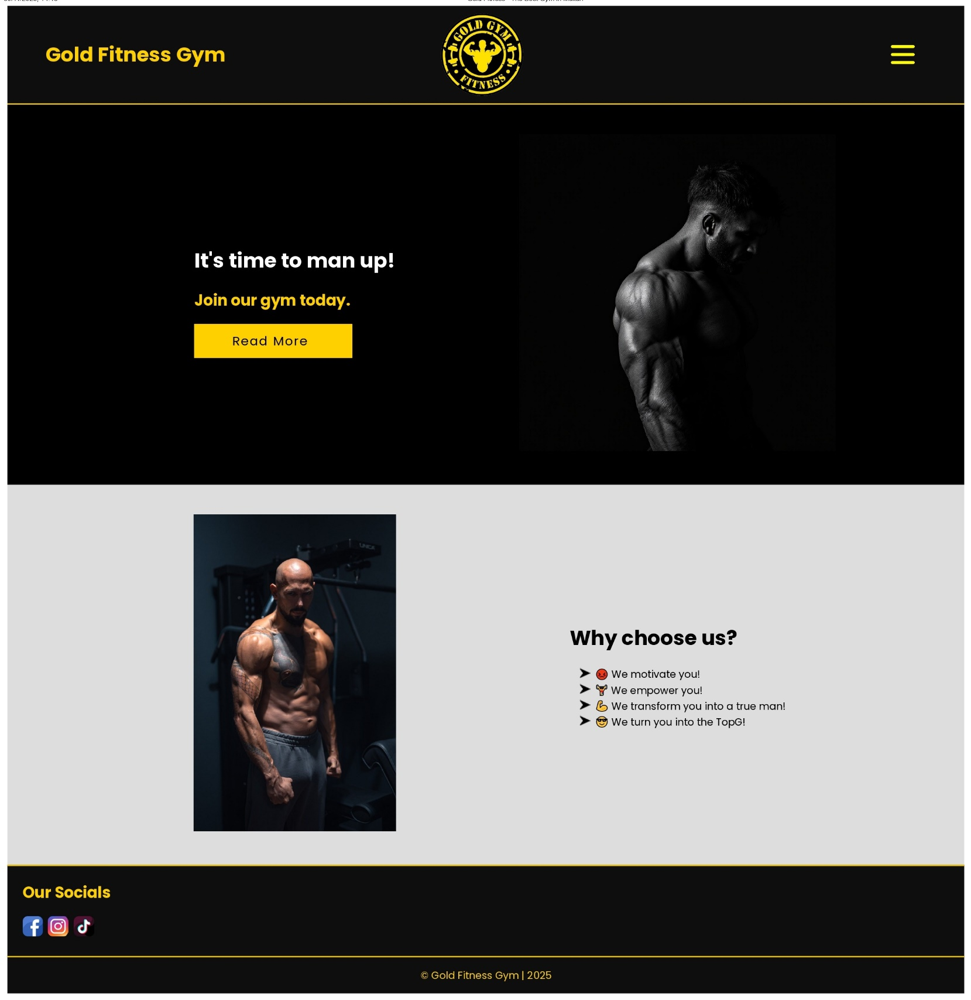 Gold Fitness Gym
GOLD GYM
FITNESS
It's time to man up!
Join our gym today.
Read More
Why choose us?
➤ 😡 We motivate you!
➤ 🏋 We empower you!
➤ 💪 We transform you into a true man!
➤ 😎 We turn you into the TopG!
Our Socials
© Gold Fitness Gym | 2025